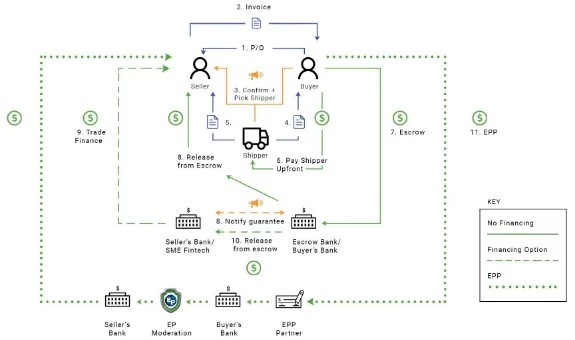 2. Invoice
1. P/O
Seller
Buyer
3. Confirm +
Pick Shipper
9. Trade
Finance
5.
4.
7. Escrow
11. EPP
Shipper
8. Release
from Escrow
6. Pay Shipper
Upfront
8. Notify guarantee
10. Release
from escrow
Seller's Bank/
SME Fintech
Escrow Bank/
Buyer's Bank
KEY
No Financing
Financing Option
EPP
EP
Seller's
Bank
EP
Moderation
Buyer's
Bank
EPP
Partner